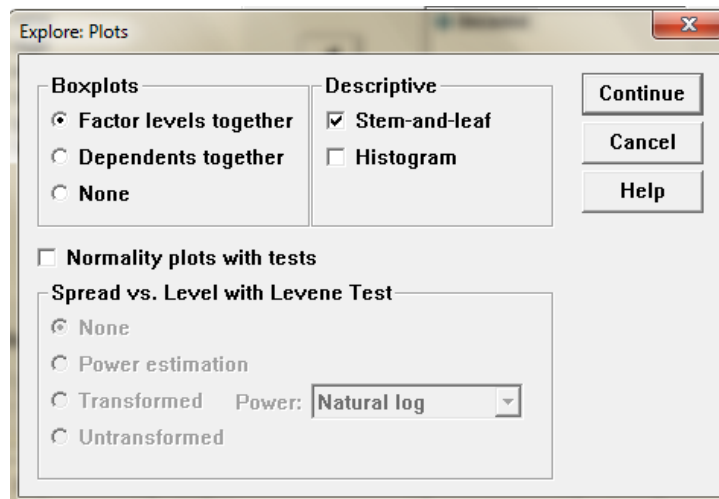 Explore: Plots
Boxplots
Factor levels together
Dependents together
None
Descriptive
Stem-and-leaf
Histogram
Continue
Cancel
Help
Normality plots with tests
Spread vs. Level with Levene Test
None
Power estimation
Transformed Power: Natural log
Untransformed